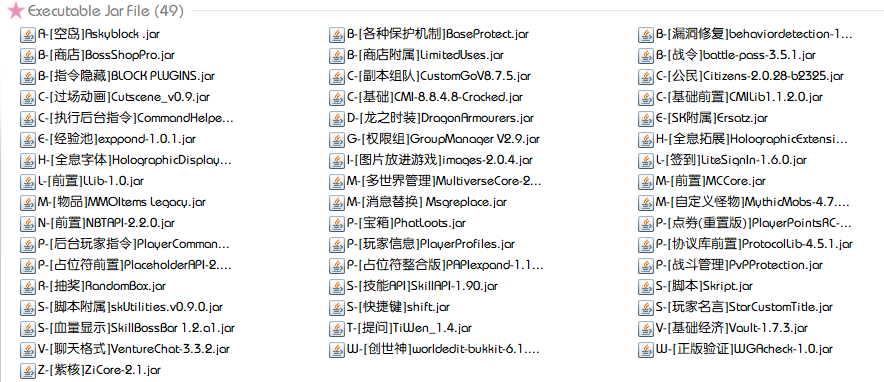 Executable Jar File (49)
A-[空岛]Askyblock .jar
B-[各种保护机制]BaseProtect.jar
B-[漏洞修复]behaviordetection-1...
B-[商店]BossShopPro.jar
B-[商店附属]LimitedUses.jar
B-[战令]battle-pass-3.5.1.jar
B-[指令隐藏]BLOCK PLUGINS.jar
C-[副本组队]CustomGoV8.7.5.jar
C-[公民]Citizens-2.0.28-b2325.jar
C-[过场动画]Cutscene_v0.9.jar
C-[基础]CMI-8.8.4.8-Cracked.jar
C-[基础前置]CMILib1.1.2.0.jar
C-[执行后台指令]CommandHelpe...
D-[龙之时装]DragonArmourers.jar
E-[SK附属]Ersatz.jar
E-[经验池]exppond-1.0.1.jar
G-[权限组]GroupManager V2.9.jar
H-[全息拓展]HolographicExtensi...
H-[全息字体]HolographicDisplay...
I-[图片放进游戏]images-2.0.4.jar
L-[签到]LiteSignIn-1.6.0.jar
L-[前置]LLib-1.0.jar
M-[多世界管理]MultiverseCore-2...
M-[前置]MCCore.jar
M-[物品]MMOItems Legacy.jar
M-[消息替换] Msgreplace.jar
M-[自定义怪物]MythicMobs-4.7....
N-[前置]NBTAPI-2.2.0.jar
P-[宝箱]PhatLoots.jar
P-[点券(重置版)]PlayerPointsRC-...
P-[后台玩家指令]PlayerComman...
P-[玩家信息]PlayerProfiles.jar
P-[协议库前置]ProtocolLib-4.5.1.jar
P-[占位符前置]PlaceholderAPI-2....
P-[占位符整合版]PAPIexpand-1.1...
P-[战斗管理]PvPProtection.jar
R-[抽奖]RandomBox.jar
S-[技能API]SkillAPI-1.90.jar
S-[脚本]Skript.jar
S-[脚本附属]skUtilities.v0.9.0.jar
S-[快捷键]shift.jar
S-[玩家名言]StarCustomTitle.jar
S-[血量显示]SkillBossBar 1.2.a1.jar
T-[提问]TiWen_1.4.jar
V-[基础经济]Vault-1.7.3.jar
V-[聊天格式]VentureChat-3.3.2.jar
W-[创世神]worldedit-bukkit-6.1....
W-[正版验证]WGAcheck-1.0.jar
Z-[紫核]ZiCore-2.1.jar